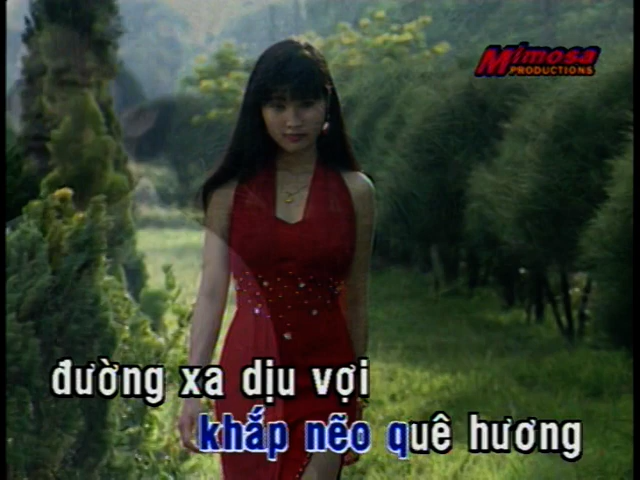 Mimosa
PRODUCTIONS
đường xa dịu vợi
khắp nẽo quê hương